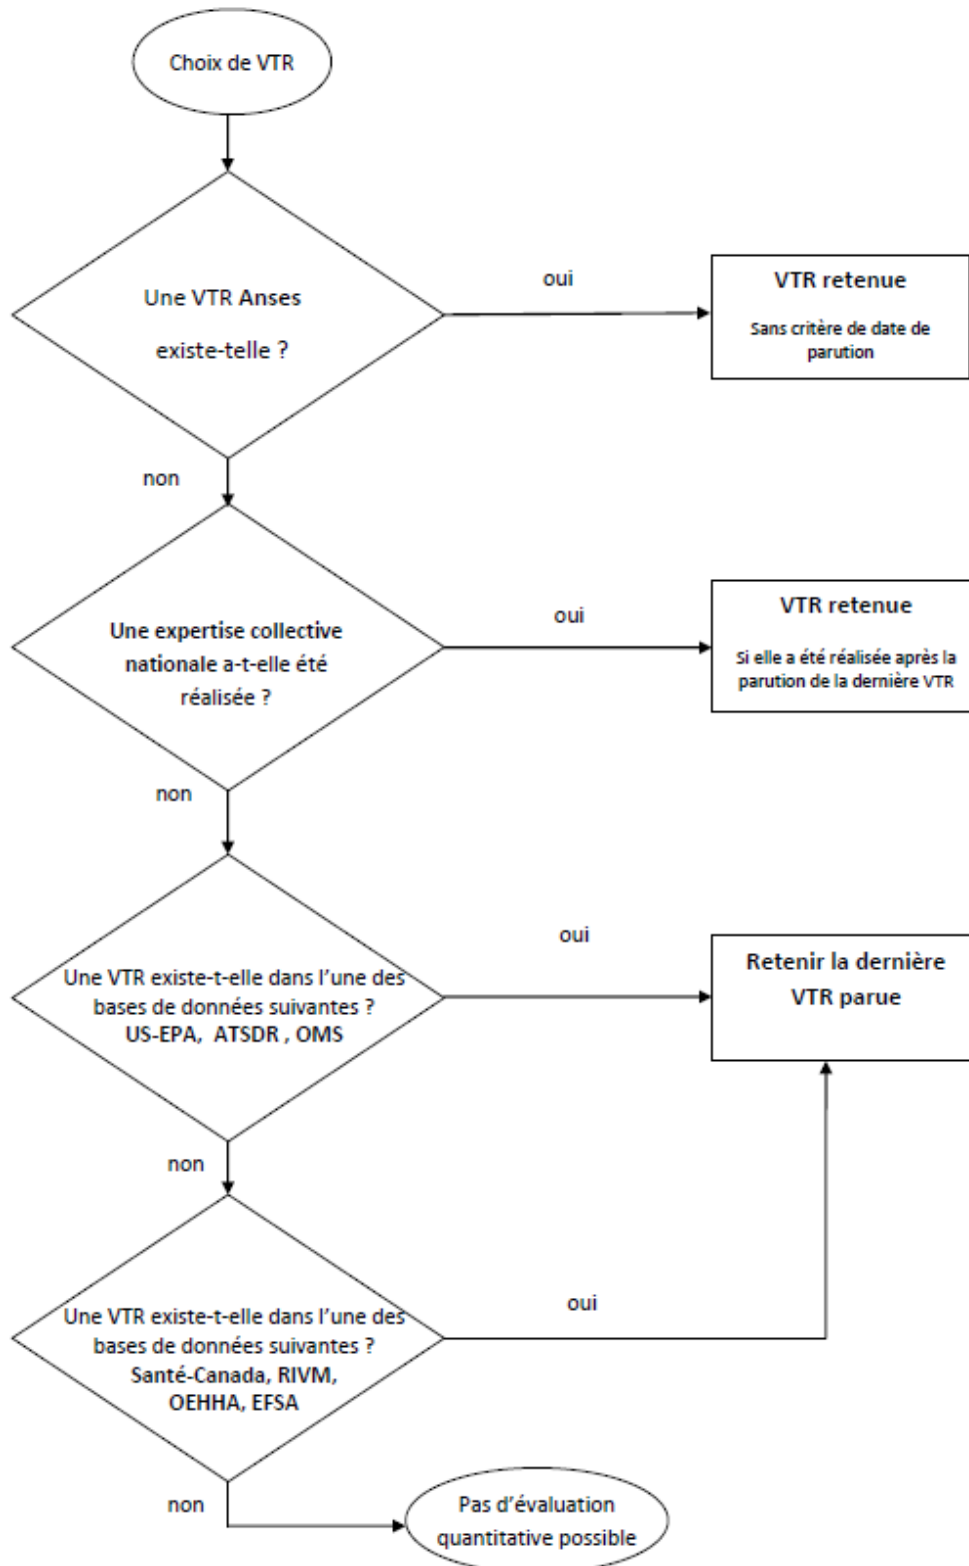 Choix de VTR
Une VTR Anses
existe-telle ?
oui
VTR retenue
Sans critère de date de
parution
non
Une expertise collective
nationale a-t-elle été
réalisée ?
oui
VTR retenue
Si elle a été réalisée après la
parution de la dernière VTR
non
Une VTR existe-t-elle dans l'une des
bases de données suivantes ?
US-EPA, ATSDR , OMS
oui
Retenir la dernière
VTR parue
non
Une VTR existe-t-elle dans l'une des
bases de données suivantes ?
Santé-Canada, RIVM,
OEHHA, EFSA
oui
non
Pas d'évaluation
quantitative possible